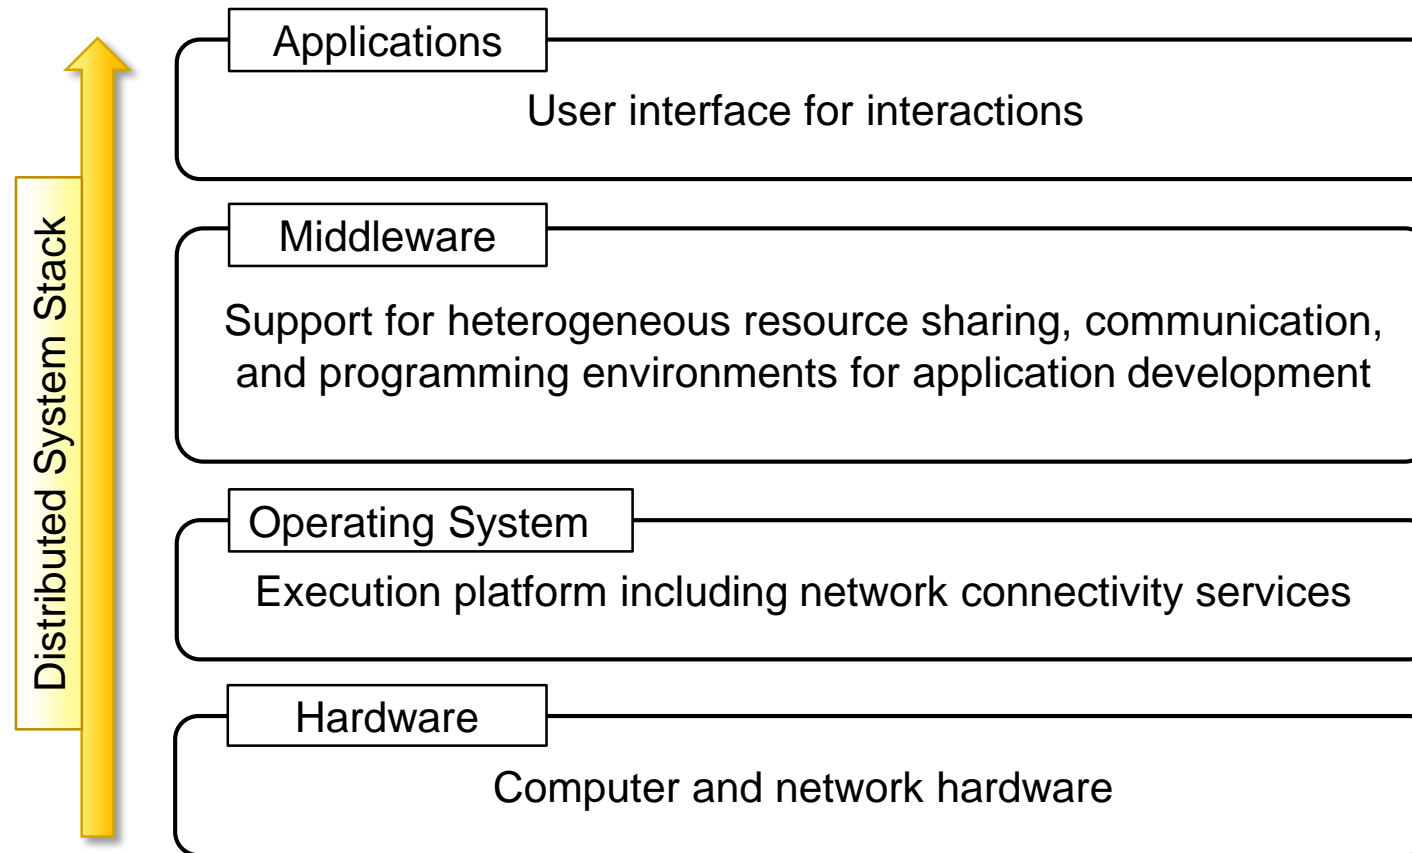 Distributed System Stack
Applications
User interface for interactions
Middleware
Support for heterogeneous resource sharing, communication,
and programming environments for application development
Operating System
Execution platform including network connectivity services
Hardware
Computer and network hardware